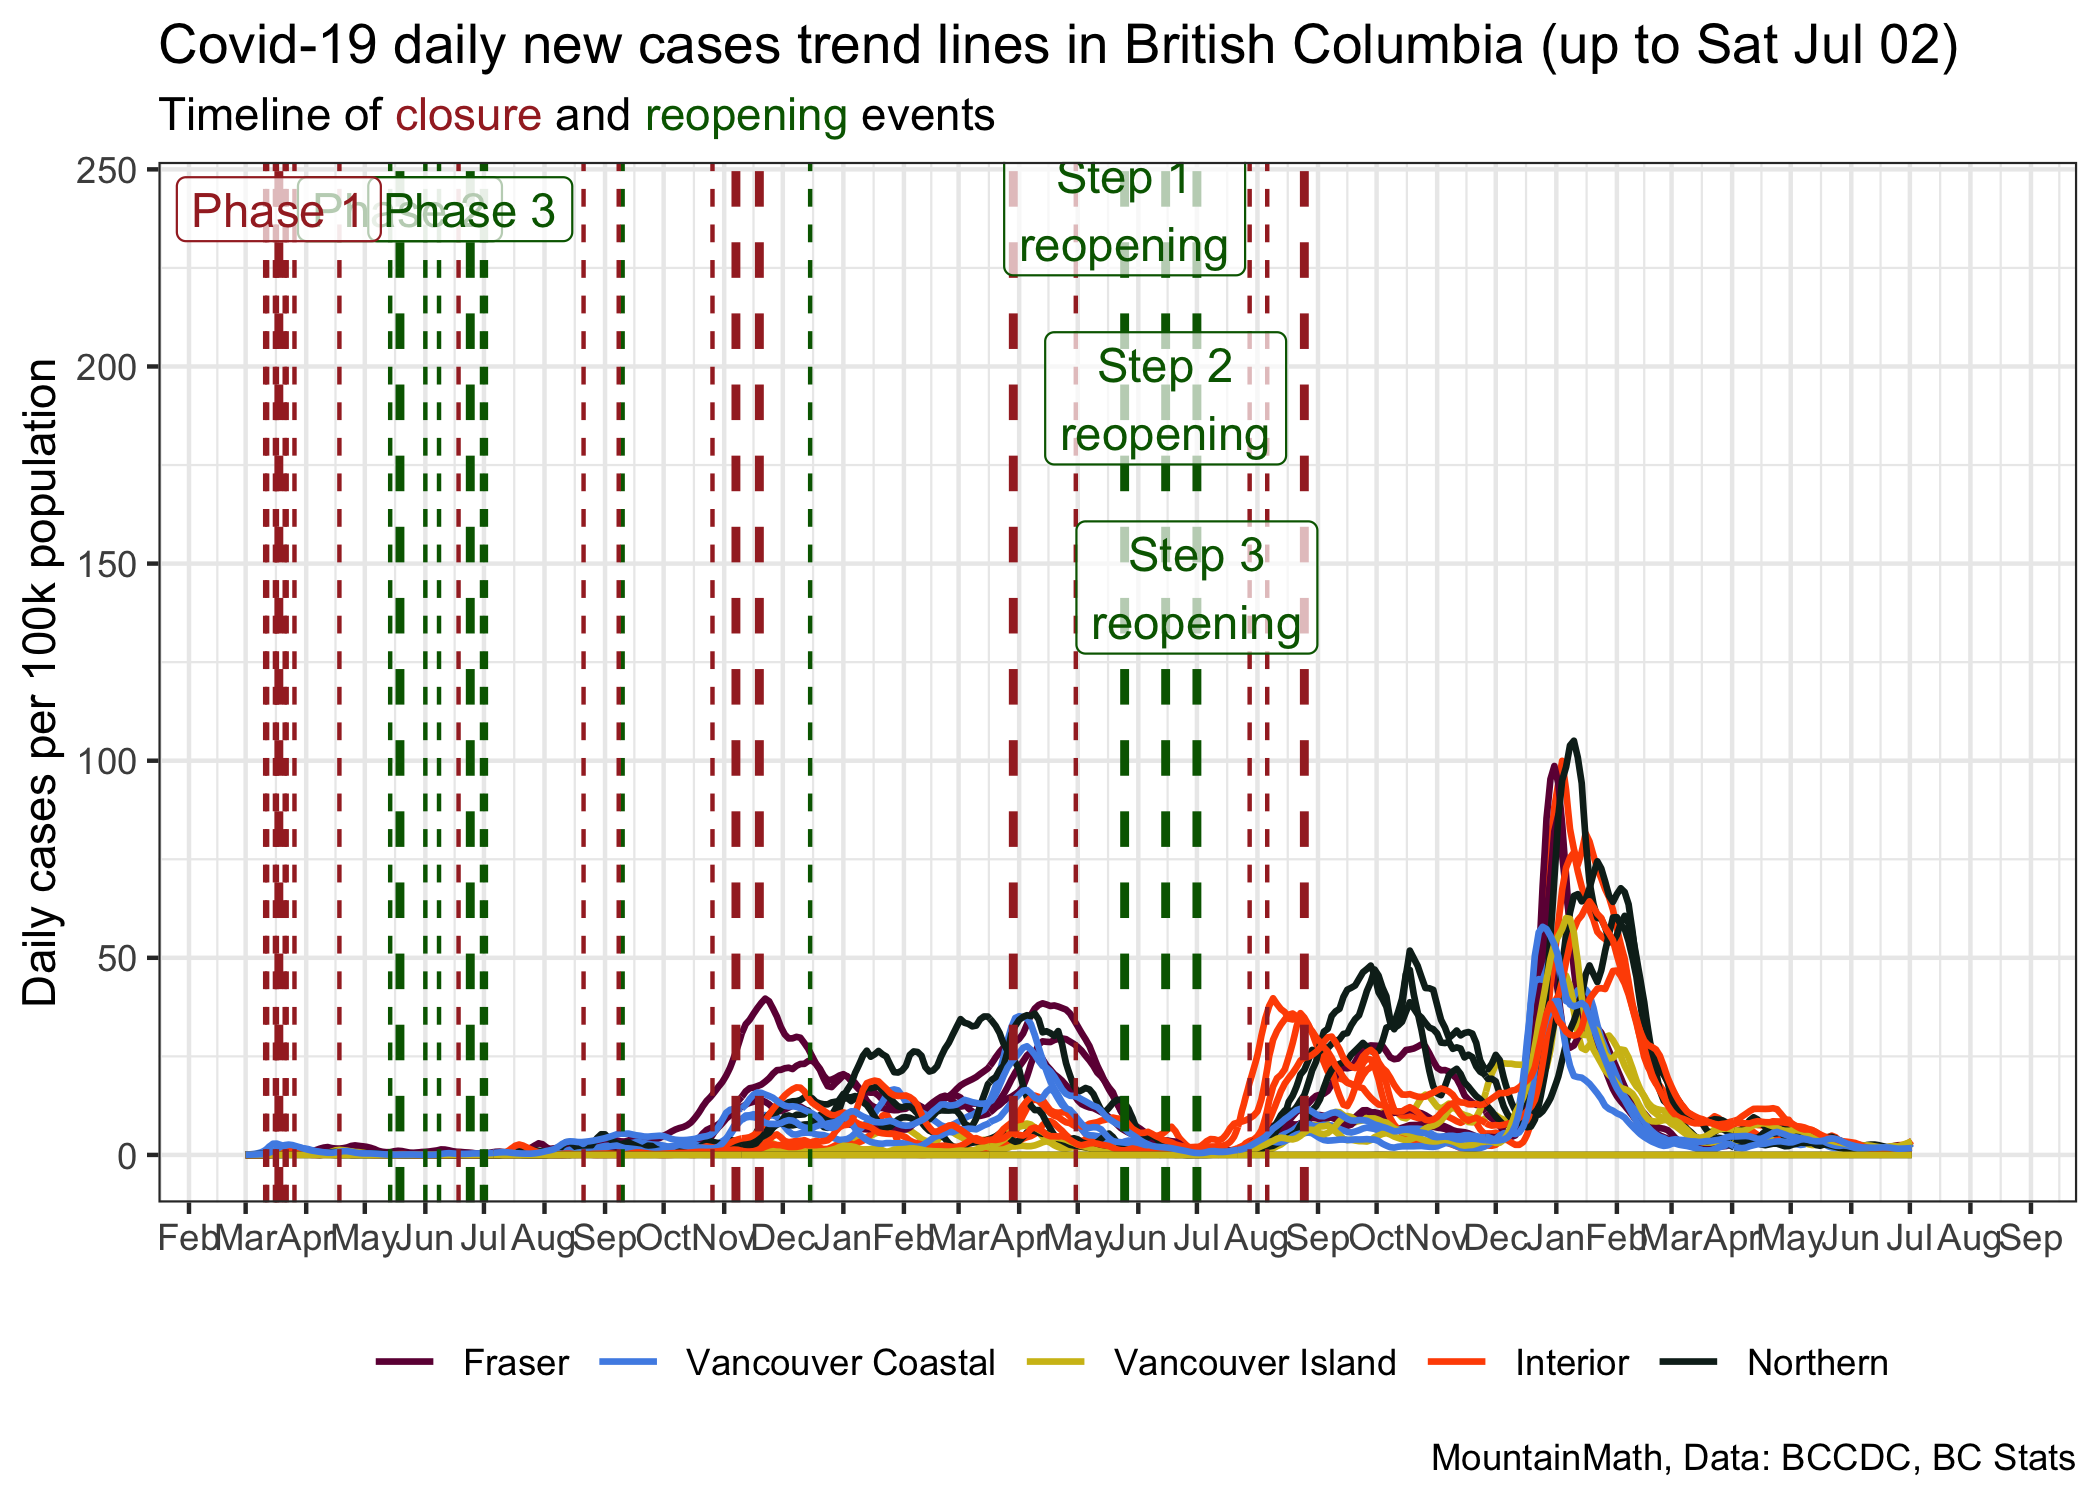 Covid-19 daily new cases trend lines in British Columbia (up to Sat Jul 02)
Timeline of closure and reopening events
Daily cases per 100k population
250
200
150
100
50
0
Phase 1
Phase 2
Phase 3
Step 1
reopening
Step 2
reopening
Step 3
reopening
Feb Mar Apr May Jun Jul Aug Sep Oct Nov Dec Jan Feb Mar Apr May Jun Jul Aug Sep Oct Nov Dec Jan Feb Mar Apr May Jun Jul Aug Sep
Fraser Vancouver Coastal Vancouver Island Interior Northern
MountainMath, Data: BCCDC, BC Stats